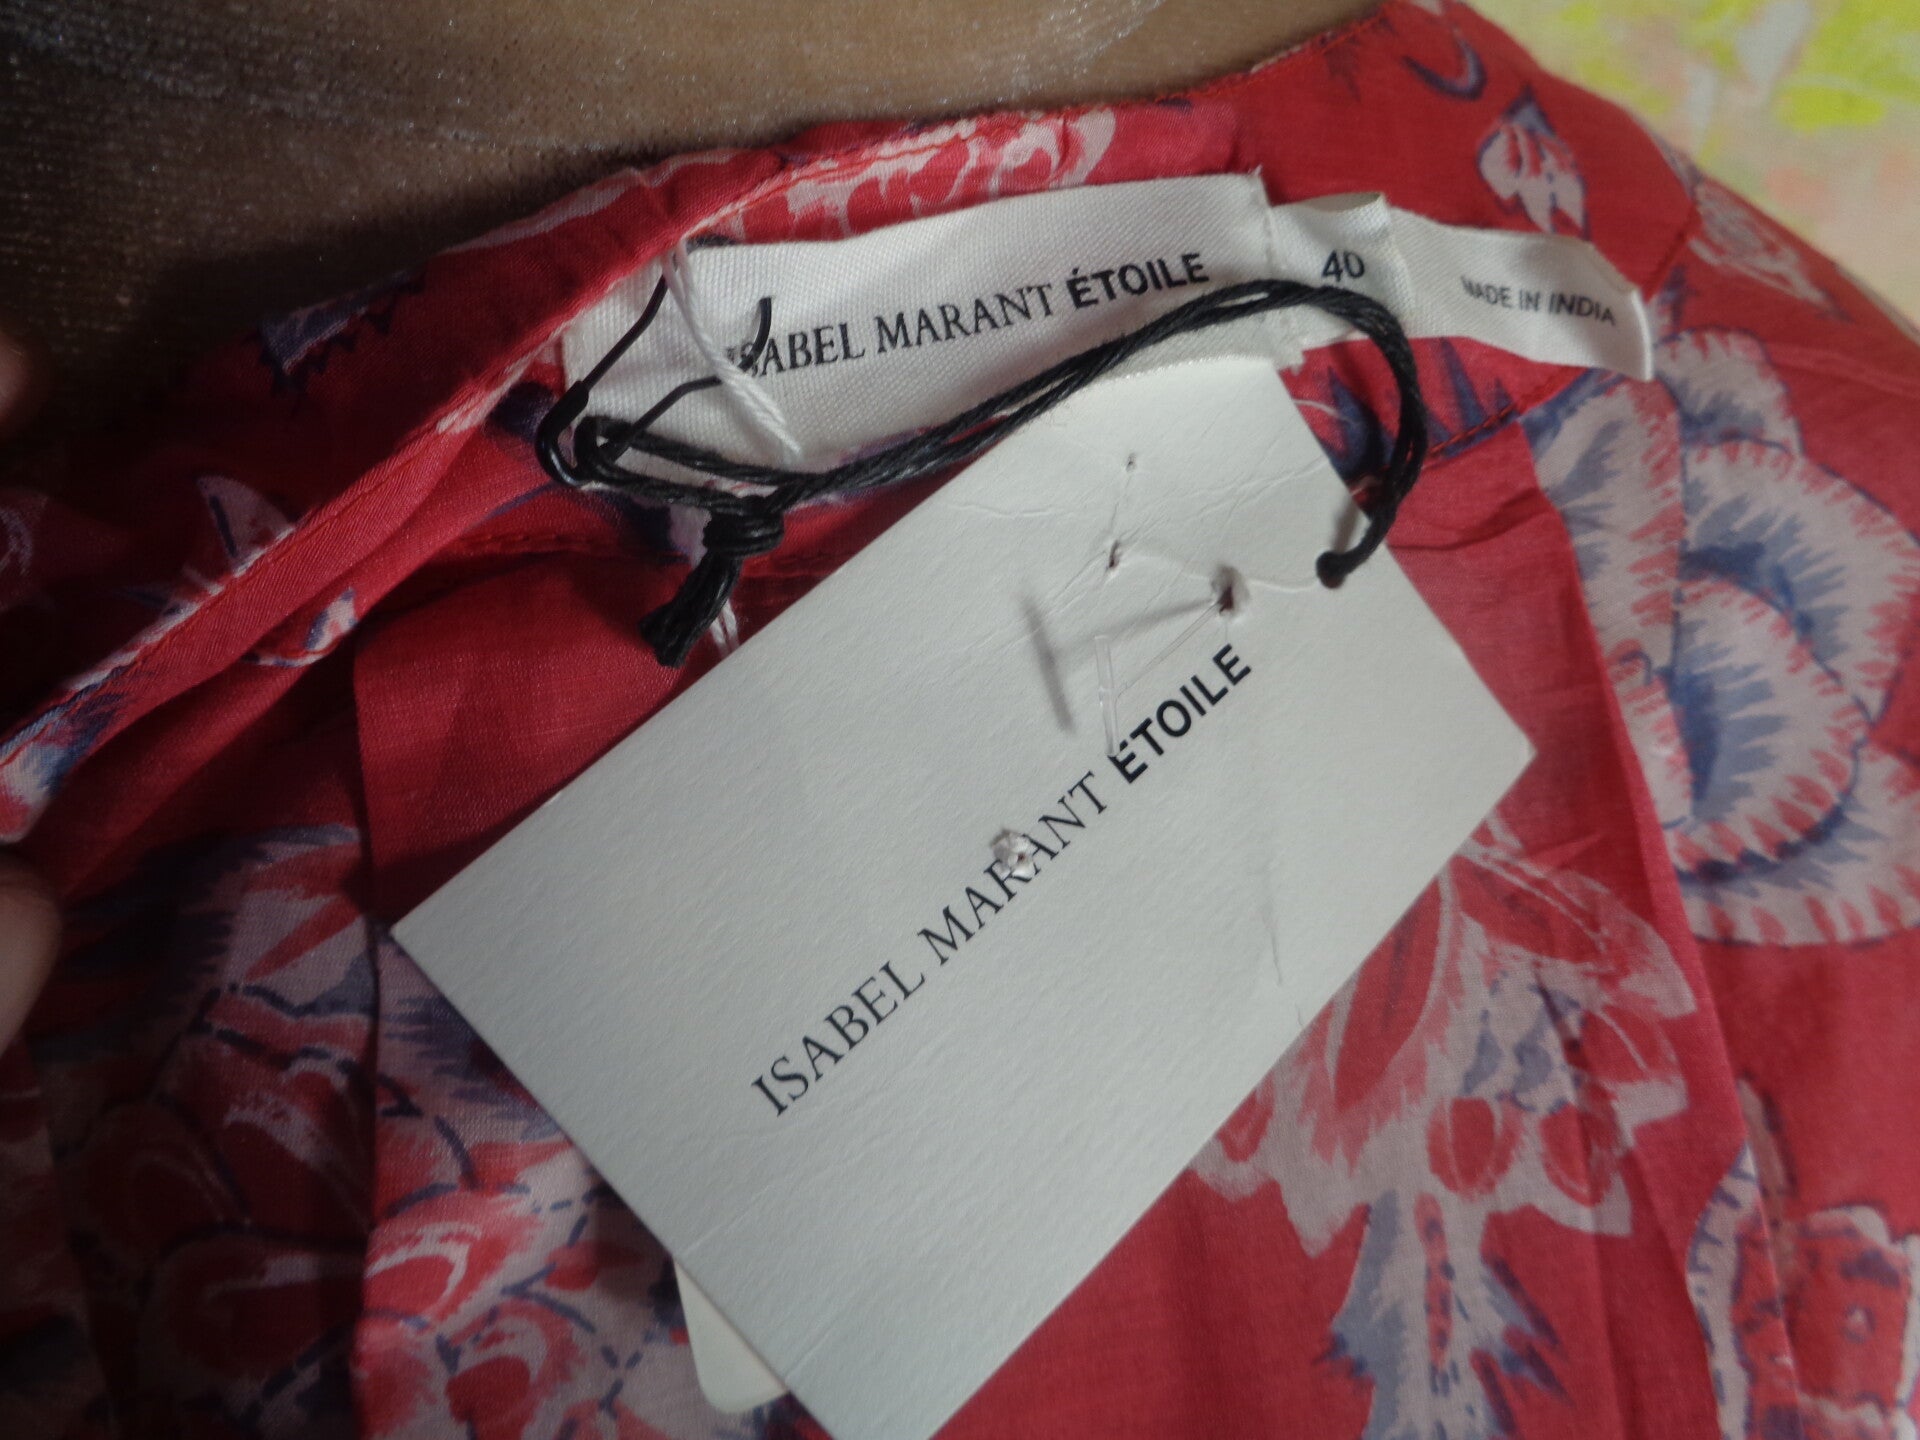 ISABEL MARANT ÉTOILE
40
MADE IN INDIA
ISABEL MARANT ÉTOILE